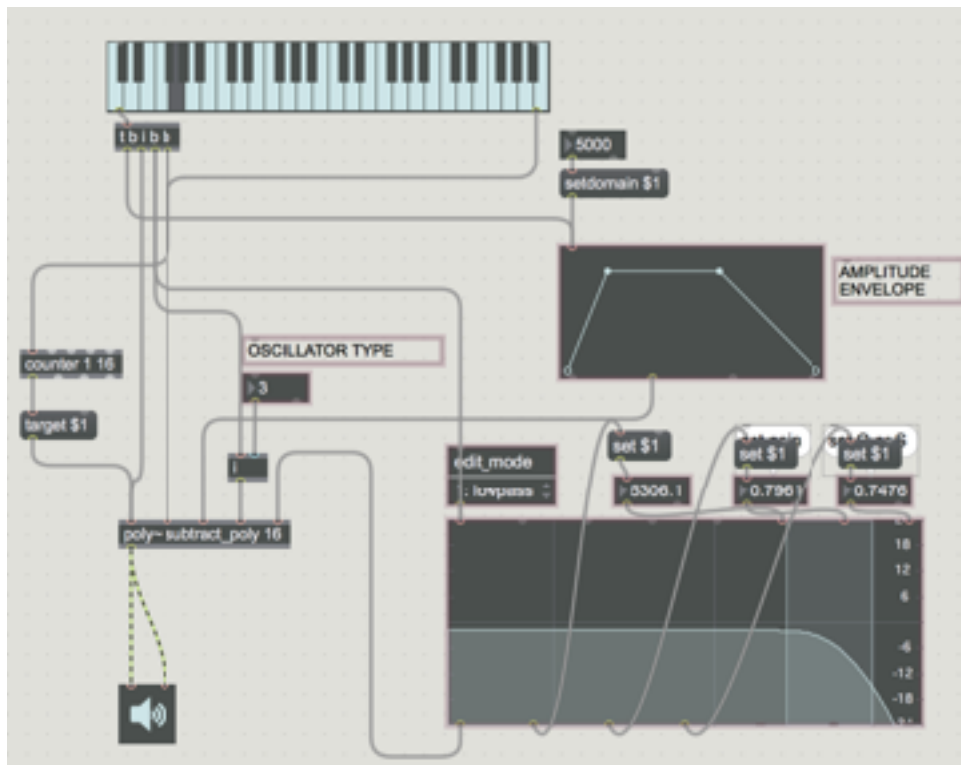 t b i b b
5000
setdomain $1
AMPLITUDE
ENVELOPE
OSCILLATOR TYPE
counter 1 16
3
target $1
set $1
set $1
set $1
edit_mode
i
lowpass
5306.1
0.796
0.7476
poly~ subtract_poly 16
18
12
6
-6
-12
-18